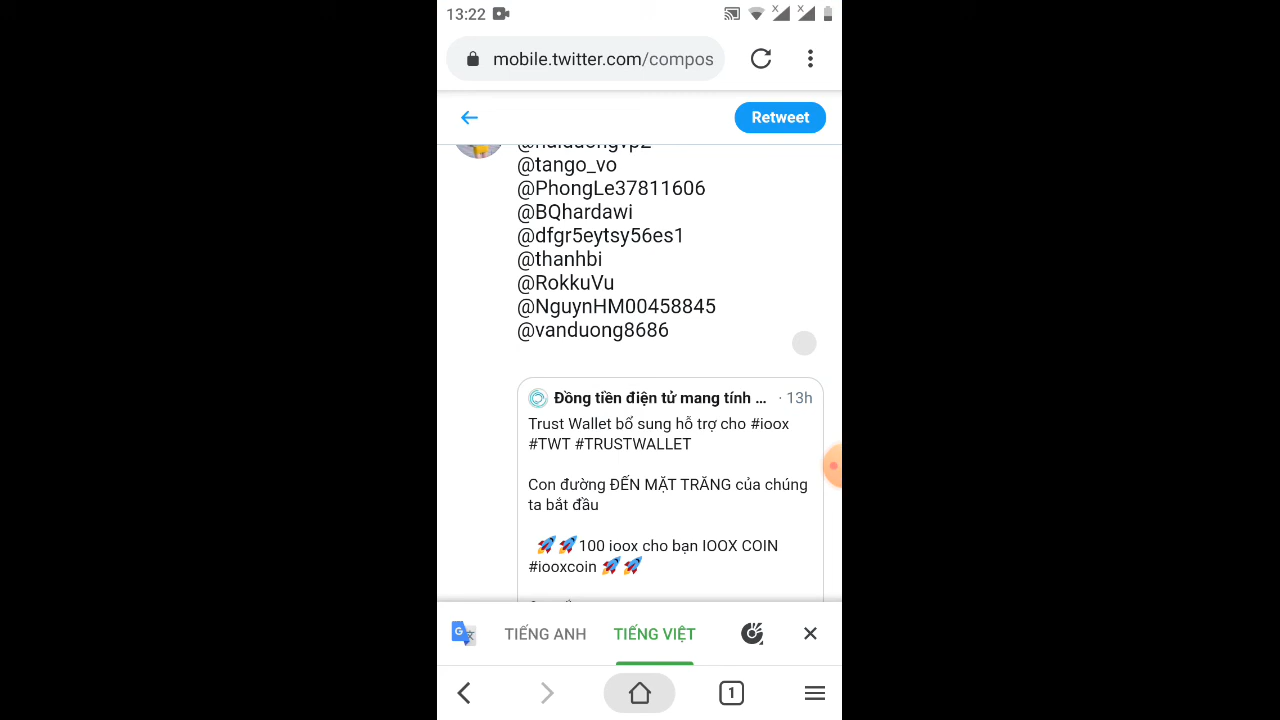 13:22
mobile.twitter.com/compos
Retweet
@tango_vo
@PhongLe37811606
@BQhardawi
@dfgr5eytsy56es1
@thanhbi
@RokkuVu
@NguynHM00458845
@vanduong8686
Đồng tiền điện tử mang tính ... · 13h
Trust Wallet bổ sung hỗ trợ cho #ioox
#TWT #TRUSTWALLET
Con đường ĐẾN MẶT TRĂNG của chúng
ta bắt đầu
🚀🚀100 ioox cho bạn IOOX COIN
#iooxcoin 🚀🚀
TIẾNG ANH TIẾNG VIỆT
1